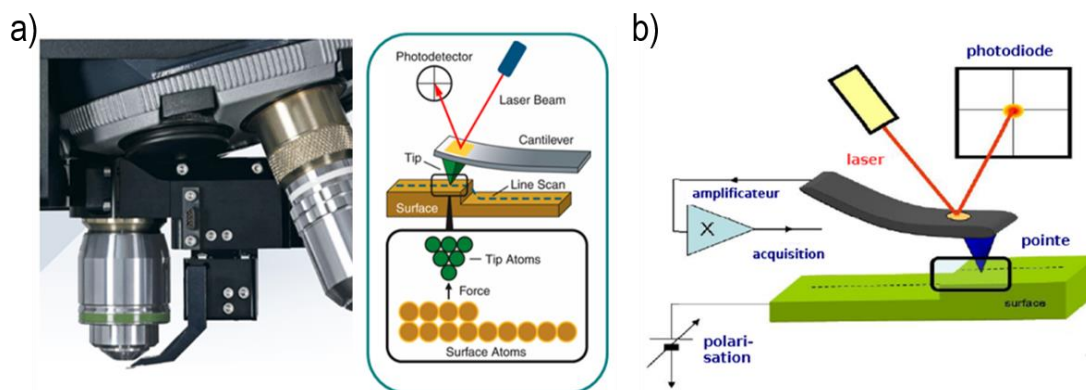 a)
Photodetector
Laser Beam
Cantilever
Tip
Line Scan
Surface
Tip Atoms
Force
Surface Atoms
b)
photodiode
laser
amplificateur
X
acquisition
pointe
surface
polari-
sation